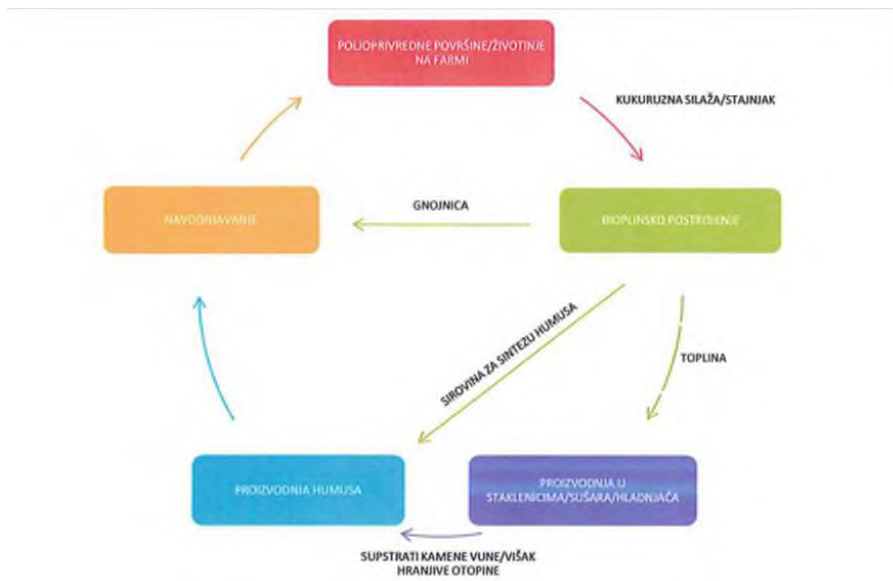 POLJOPRIVREDNE POVRŠINE/ŽIVOTINJE
NA FARMI
KUKURUZNA SILAŽA/STAJNJAK
NAVODNJAVANJE
GNOJNICA
BIOPLINSKO POSTROJENJE
SIROVINA ZA SINTEZU HUMUSA
TOPLINA
PROIZVODNJA HUMUSA
PROIZVODNJA U
STAKLENICIMA/SUŠARA/HLADNJAČA
SUPSTRATI KAMENE VUNE/VIŠAK
HRANJIVE OTOPINE